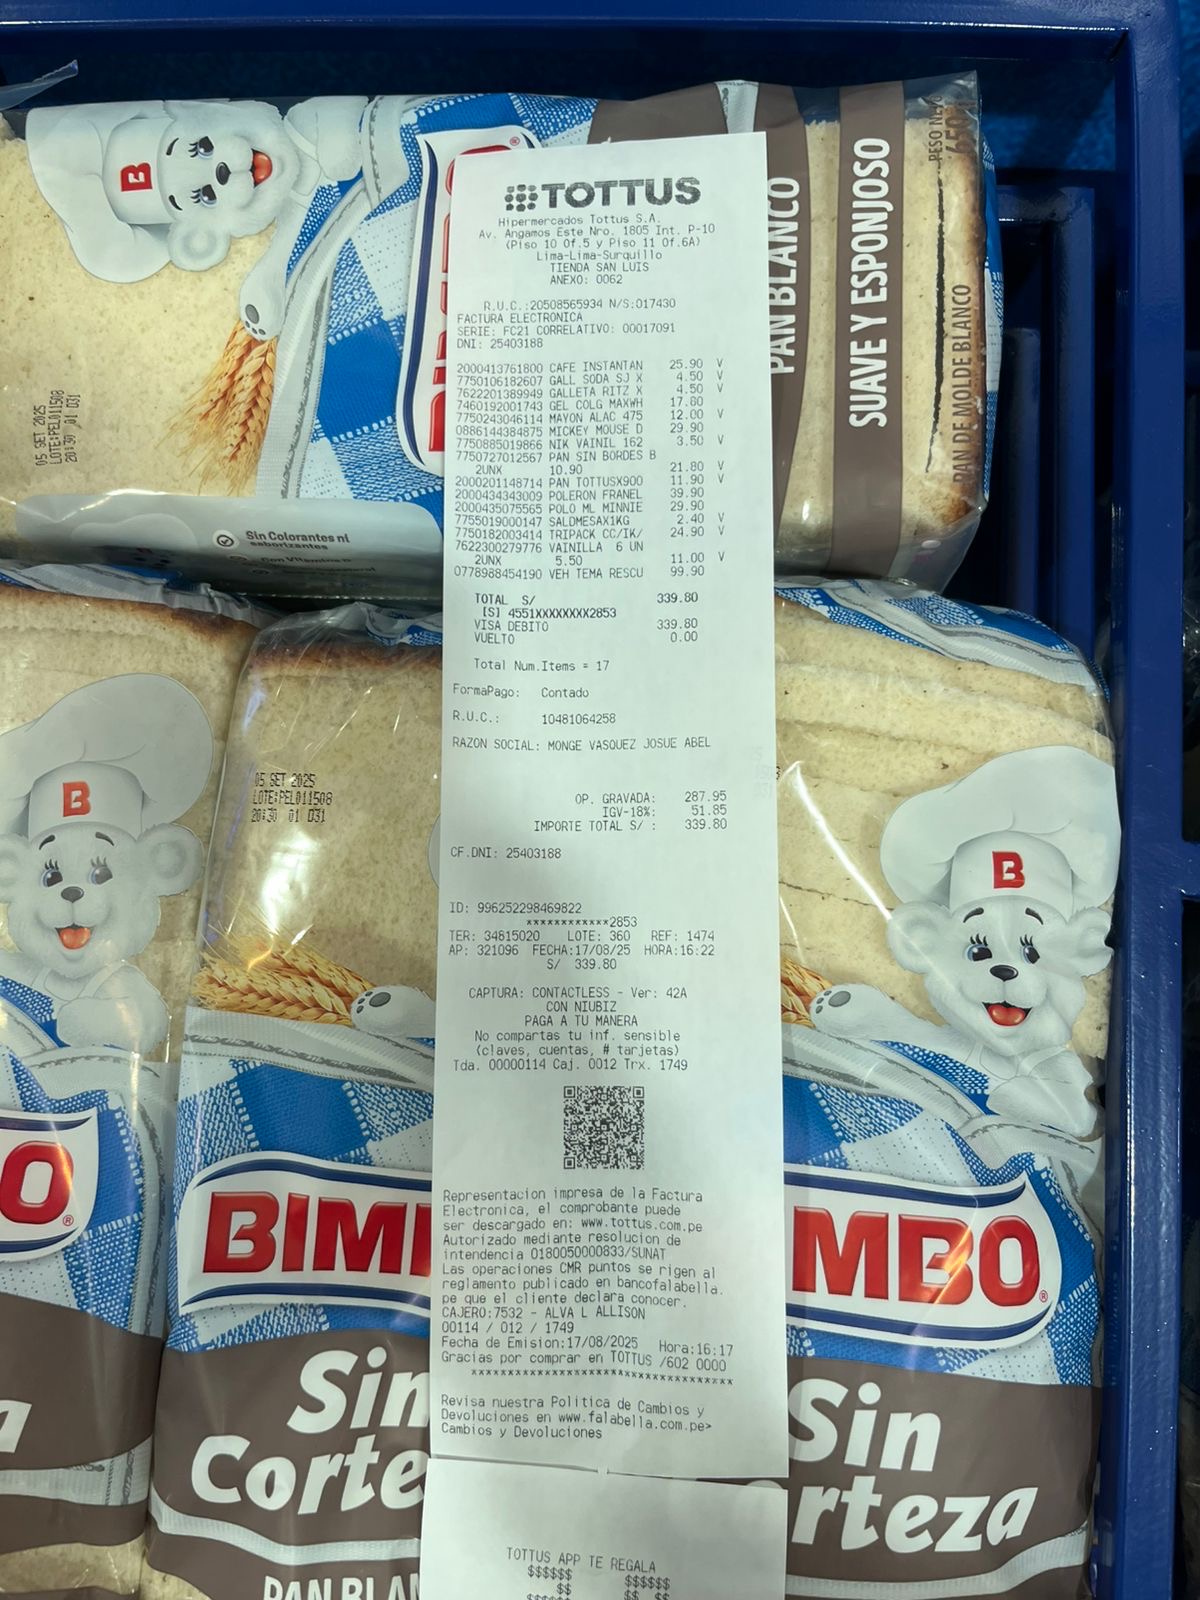 B
BIMBO
PAN BLANCO
SUAVE Y ESPONJOSO
PESO NETO
PAN DE MOLDE BLANCO
05 SET 2025
LOTE:PEL011508
20:30 01 031
Sin Colorantes ni
saborizantes
TOTTUS
Hipermercados Tottus S.A.
Av. Angamos Este Nro. 1805 Int. P-10
(Piso 10 Of.5 y Piso 11 Of.6A)
Lima-Lima-Surquillo
TIENDA SAN LUIS
ANEXO: 0062
R.U.C.:20508565934 N/S:017430
FACTURA ELECTRONICA
SERIE: FC21 CORRELATIVO: 00017091
DNI: 25403188
2000413761800 CAFE INSTANTAN 25.90 V
7750106182607 GALL SODA SJ X 4.50 V
7622201389949 GALLETA RITZ X 4.50 V
7460192001743 GEL COLG MAXWH 17.80
7750243046114 MAYON ALAC 475 12.00 V
0886144384875 MICKEY MOUSE D 29.90
7750885019866 NIK VAINIL 162 3.50 V
7750727012567 PAN SIN BORDES B
2UNX 10.90 21.80 V
2000201148714 PAN TOTTUSX900 11.90 V
2000434343009 POLERON FRANEL 39.90
2000435075565 POLO ML MINNIE 29.90
7755019000147 SALDMESAX1KG 2.40 V
7750182003414 TRIPACK CC/IK/ 24.90 V
7622300279776 VAINILLA 6 UN
2UNX 5.50 11.00 V
0778988454190 VEH TEMA RESCU 99.90
TOTAL S/ 339.80
[S] 4551XXXXXXXX2853
VISA DEBITO 339.80
VUELTO 0.00
Total Num.Items = 17
FormaPago: Contado
R.U.C.: 10481064258
RAZON SOCIAL: MONGE VASQUEZ JOSUE ABEL
OP. GRAVADA: 287.95
IGV-18%: 51.85
IMPORTE TOTAL S/ : 339.80
CF.DNI: 25403188
ID: 996252298469822
************2853
TER: 34815020 LOTE: 360 REF: 1474
AP: 321096 FECHA:17/08/25 HORA:16:22
S/ 339.80
CAPTURA: CONTACTLESS - Ver: 42A
CON NIUBIZ
PAGA A TU MANERA
No compartas tu inf. sensible
(claves, cuentas, # tarjetas)
Tda. 00000114 Caj. 0012 Trx. 1749
Representacion impresa de la Factura
Electronica, el comprobante puede
ser descargado en: www.tottus.com.pe
Autorizado mediante resolucion de
intendencia 0180050000833/SUNAT
Las operaciones CMR puntos se rigen al
reglamento publicado en bancofalabella.
pe que el cliente declara conocer.
CAJERO:7532 - ALVA L ALLISON
00114 / 012 / 1749
Fecha de Emision:17/08/2025 Hora:16:17
Gracias por comprar en TOTTUS /602 0000
Revisa nuestra Politica de Cambios y
Devoluciones en www.falabella.com.pe>
Cambios y Devoluciones
TOTTUS APP TE REGALA
$$$$$$ $$$$$$
$$ $$ $$
B
05 SET 2025
LOTE:PEL011508
20:30 01 031
B
BIMBO
Sin
Corteza
PAN BLAN
MBO
Sin
rteza